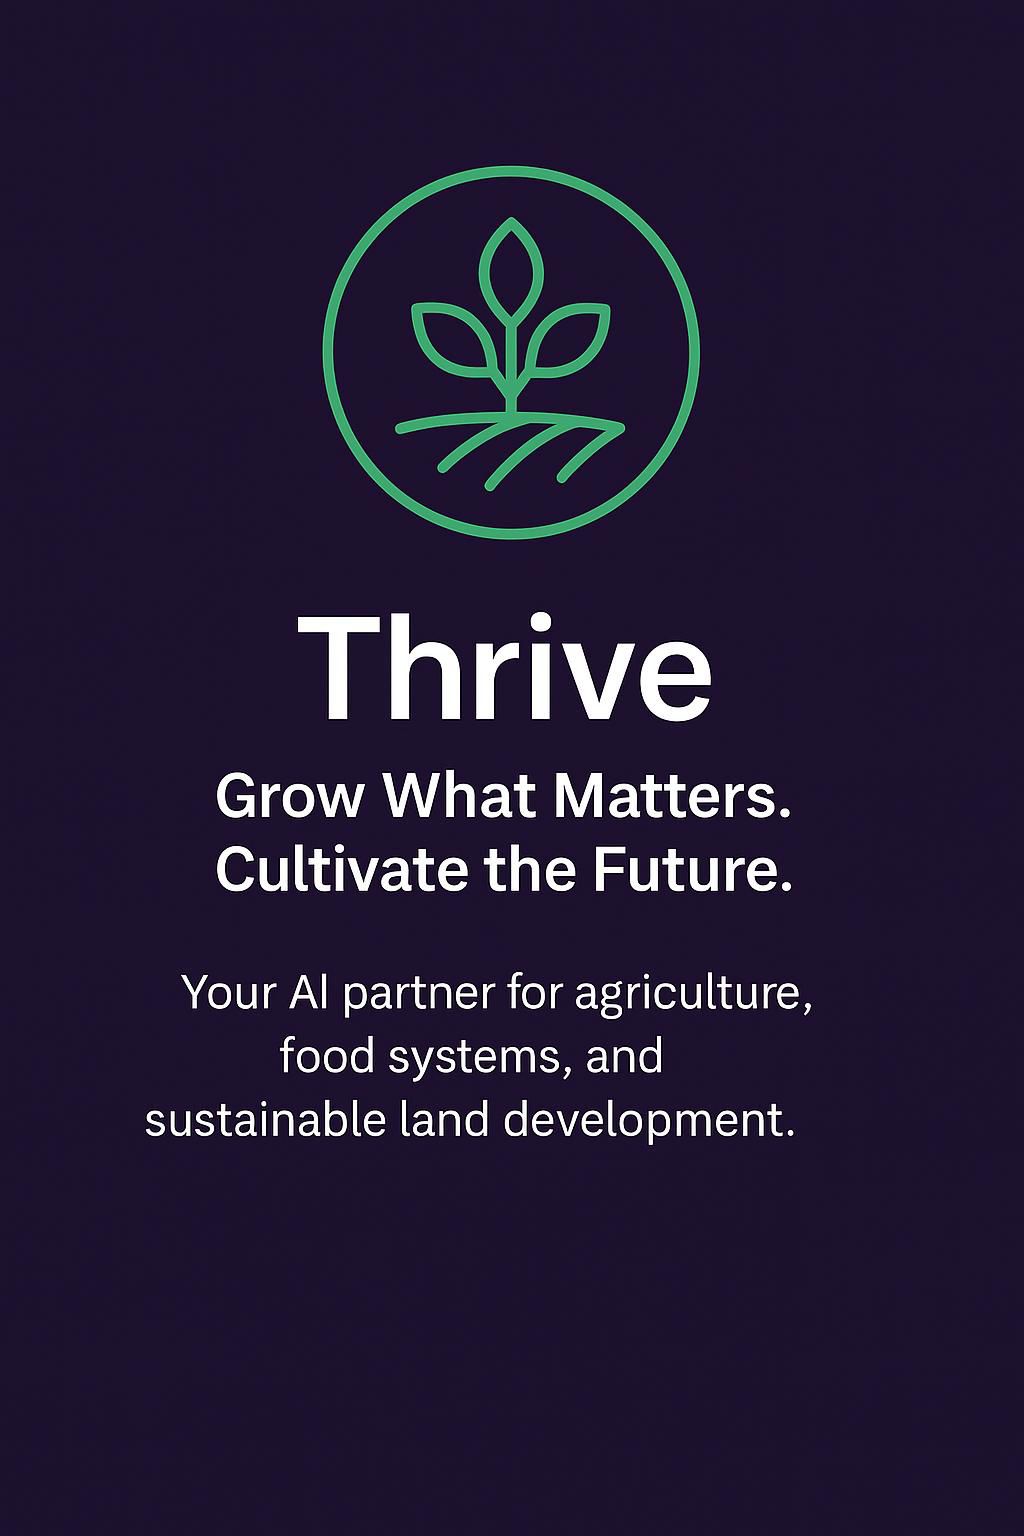 Thrive
Grow What Matters.
Cultivate the Future.
Your AI partner for agriculture,
food systems, and
sustainable land development.